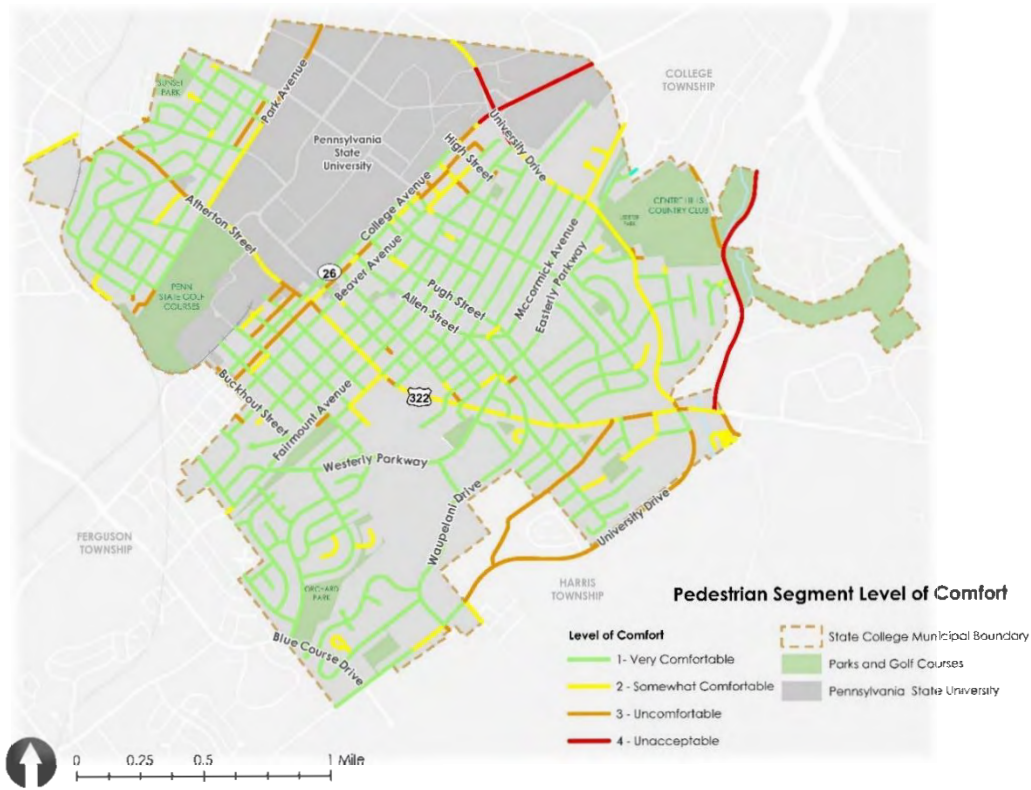 COLLEGE
TOWNSHIP
SUNSET
PARK
Park Avenue
Pennsylvania
State
University
University Drive
High Street
College Avenue
CENTRE HILLS
COUNTRY CLUB
PARK
Atherton Street
26
Beaver Avenue
McCormick Avenue
Easterly Parkway
PENN
STATE GOLF
COURSES
Pugh Street
Allen Street
Buckhout Street
322
Fairmount Avenue
Westerly Parkway
Waupelani Drive
University Drive
FERGUSON
TOWNSHIP
HARRIS
TOWNSHIP
ORCHARD
PARK
Blue Course Drive
Pedestrian Segment Level of Comfort
Level of Comfort
1- Very Comfortable
2 - Somewhat Comfortable
3 - Uncomfortable
4 - Unacceptable
State College Municipal Boundary
Parks and Golf Courses
Pennsylvania State University
0 0.25 0.5 1 Mile